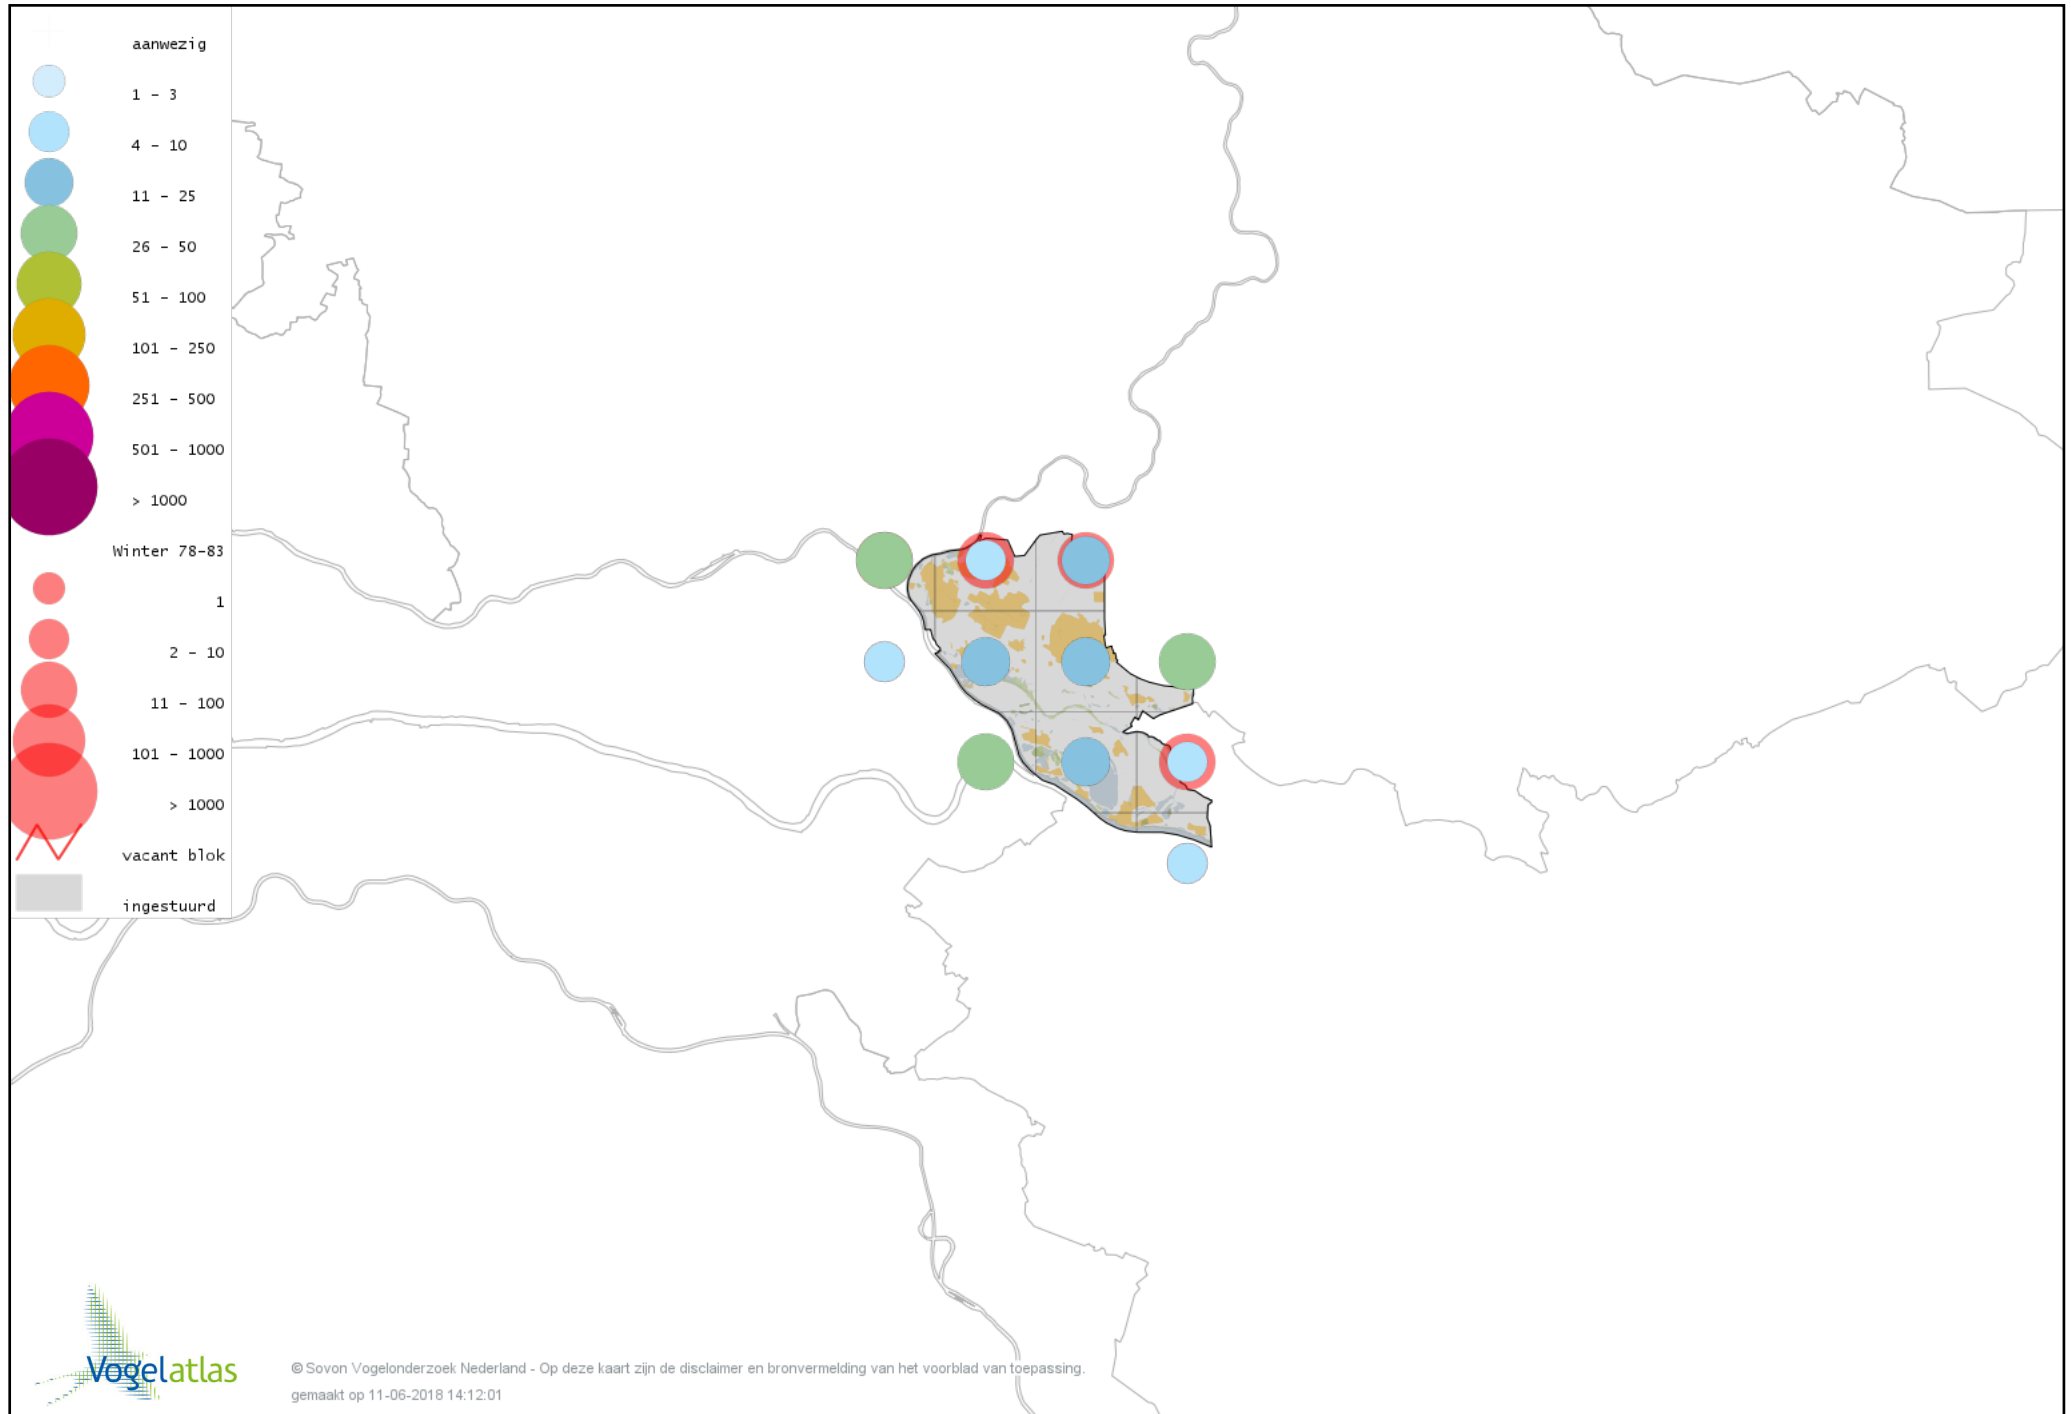 aanwezig
1 - 3
4 - 10
11 - 25
26 - 50
51 - 100
101 - 250
251 - 500
501 - 1000
> 1000
Winter 78-83
1
2 - 10
11 - 100
101 - 1000
> 1000
vacant blok
ingestuurd
Vogelatlas
© Sovon Vogelonderzoek Nederland - Op deze kaart zijn de disclaimer en bronvermelding van het voorblad van toepassing.
gemaakt op 11-06-2018 14:12:01